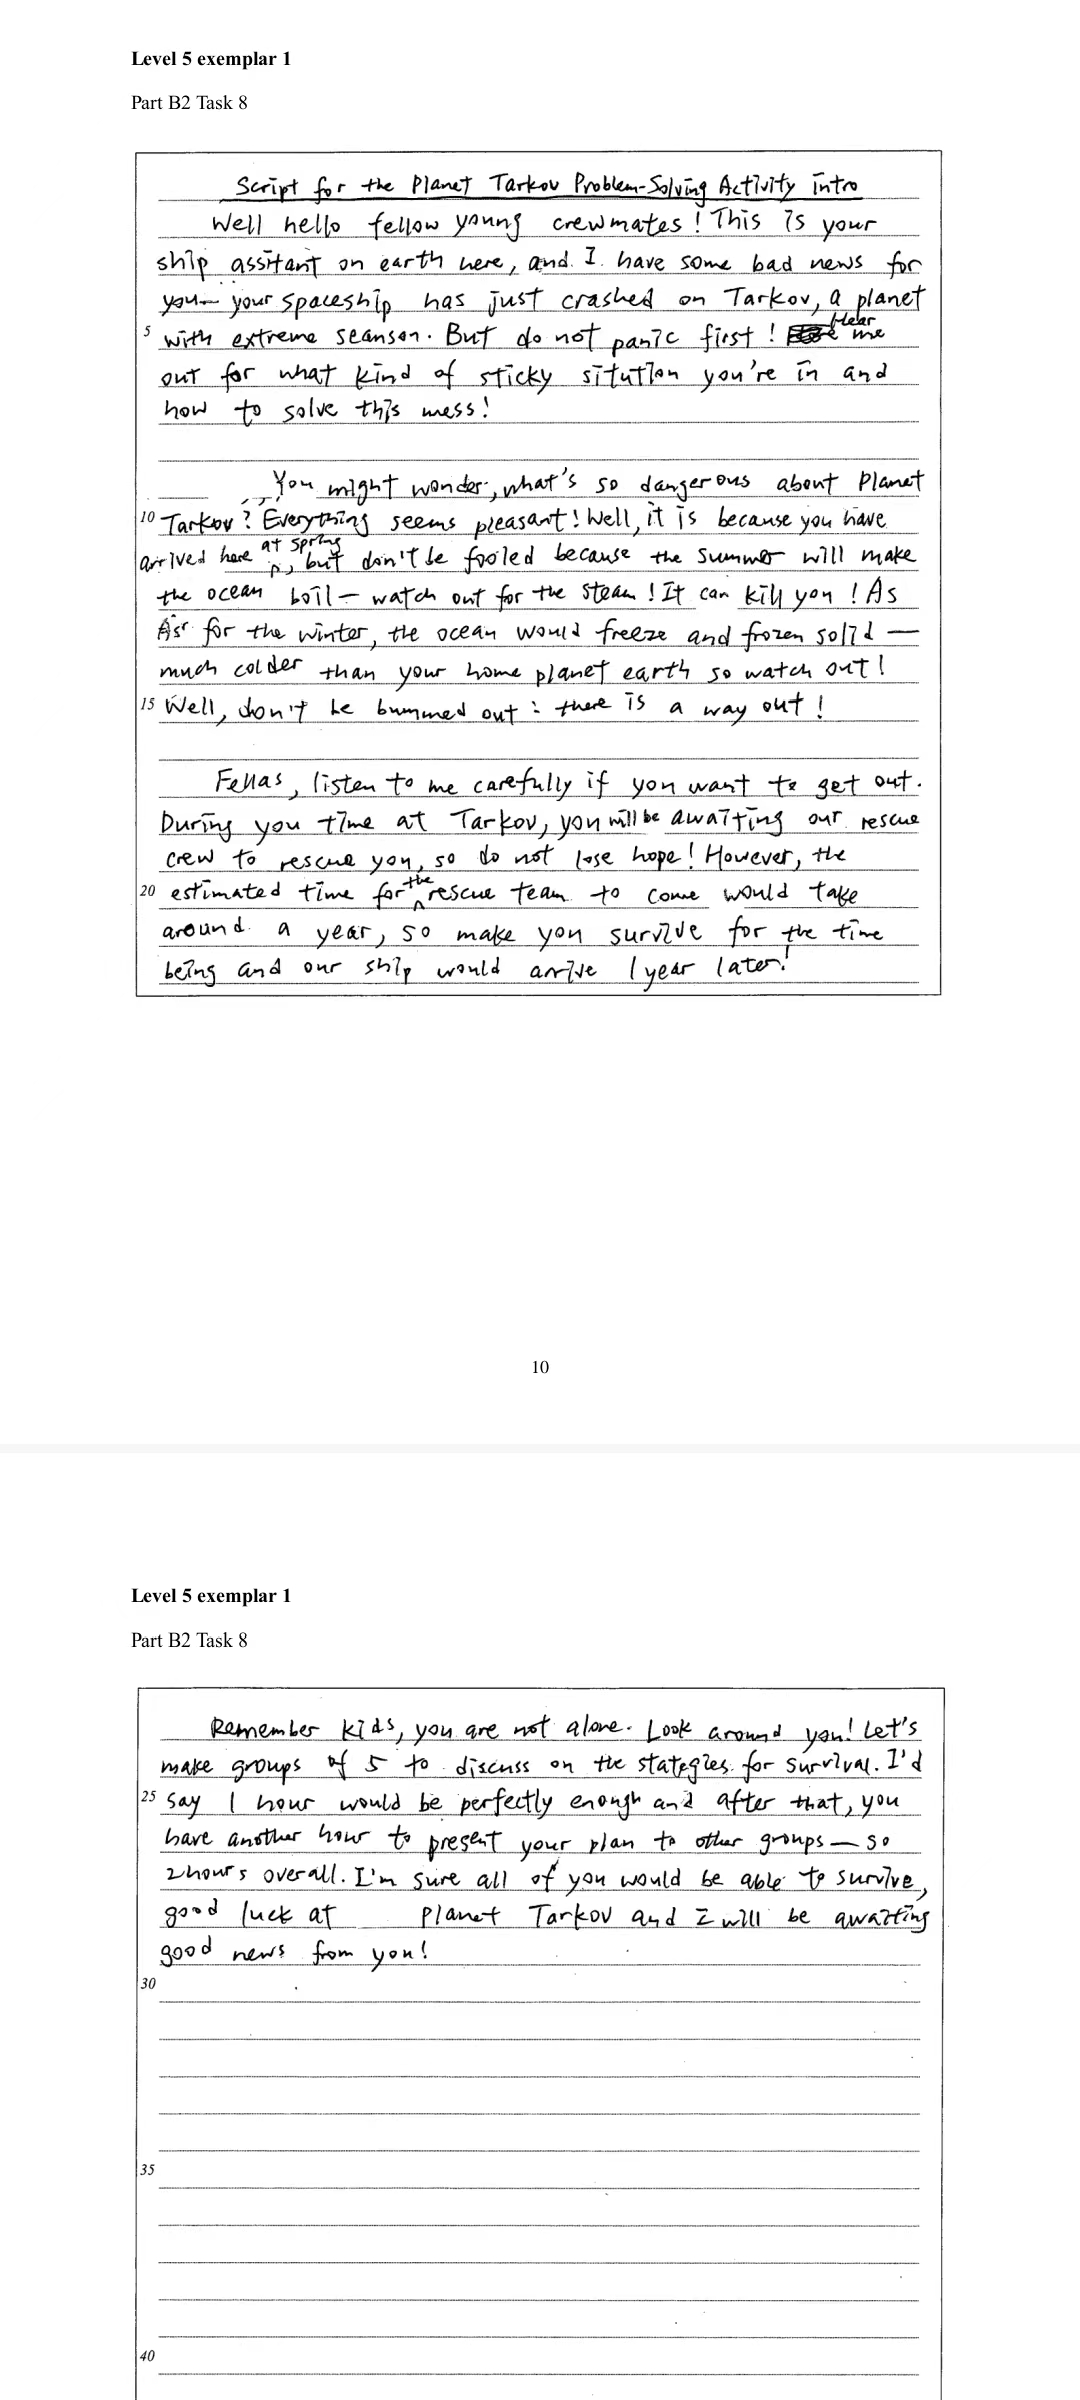 Level 5 exemplar 1
Part B2 Task 8
Script for the Planet Tarkov Problem-Solving Activity intro
Well hello fellow young crewmates! This is your
ship assitant on earth here, and I have some bad news for
you— your spaceship has just crashed on Tarkov, a planet
5 with extreme seanson. But do not panic first! Hear me
out for what kind of sticky sitution you're in and
how to solve this mess!
You might wonder, what's so dangerous about Planet
10 Tarkov? Everything seems pleasant! Well, it is because you have
arrived here at spring, but don't be fooled because the summer will make
the ocean boil — watch out for the steam! It can kill you! As
As for the winter, the ocean would freeze and frozen solid —
much colder than your home planet earth so watch out!
15 Well, don't be bummed out: there is a way out!
Fellas, listen to me carefully if you want to get out.
During you time at Tarkov, you will be awaiting our rescue
crew to rescue you, so do not lose hope! However, the
20 estimated time for the rescue team to come would take
around a year, so make you survive for the time
being and our ship would arrive 1 year later!
10
Level 5 exemplar 1
Part B2 Task 8
Remember kids, you are not alone. Look around you! Let's
make groups of 5 to discuss on the stategies for survival. I'd
25 say 1 hour would be perfectly enough and after that, you
have another hour to present your plan to other groups — so
2 hours overall. I'm sure all of you would be able to survive,
good luck at Planet Tarkov and I will be awaiting
good news from you!
30
35
40